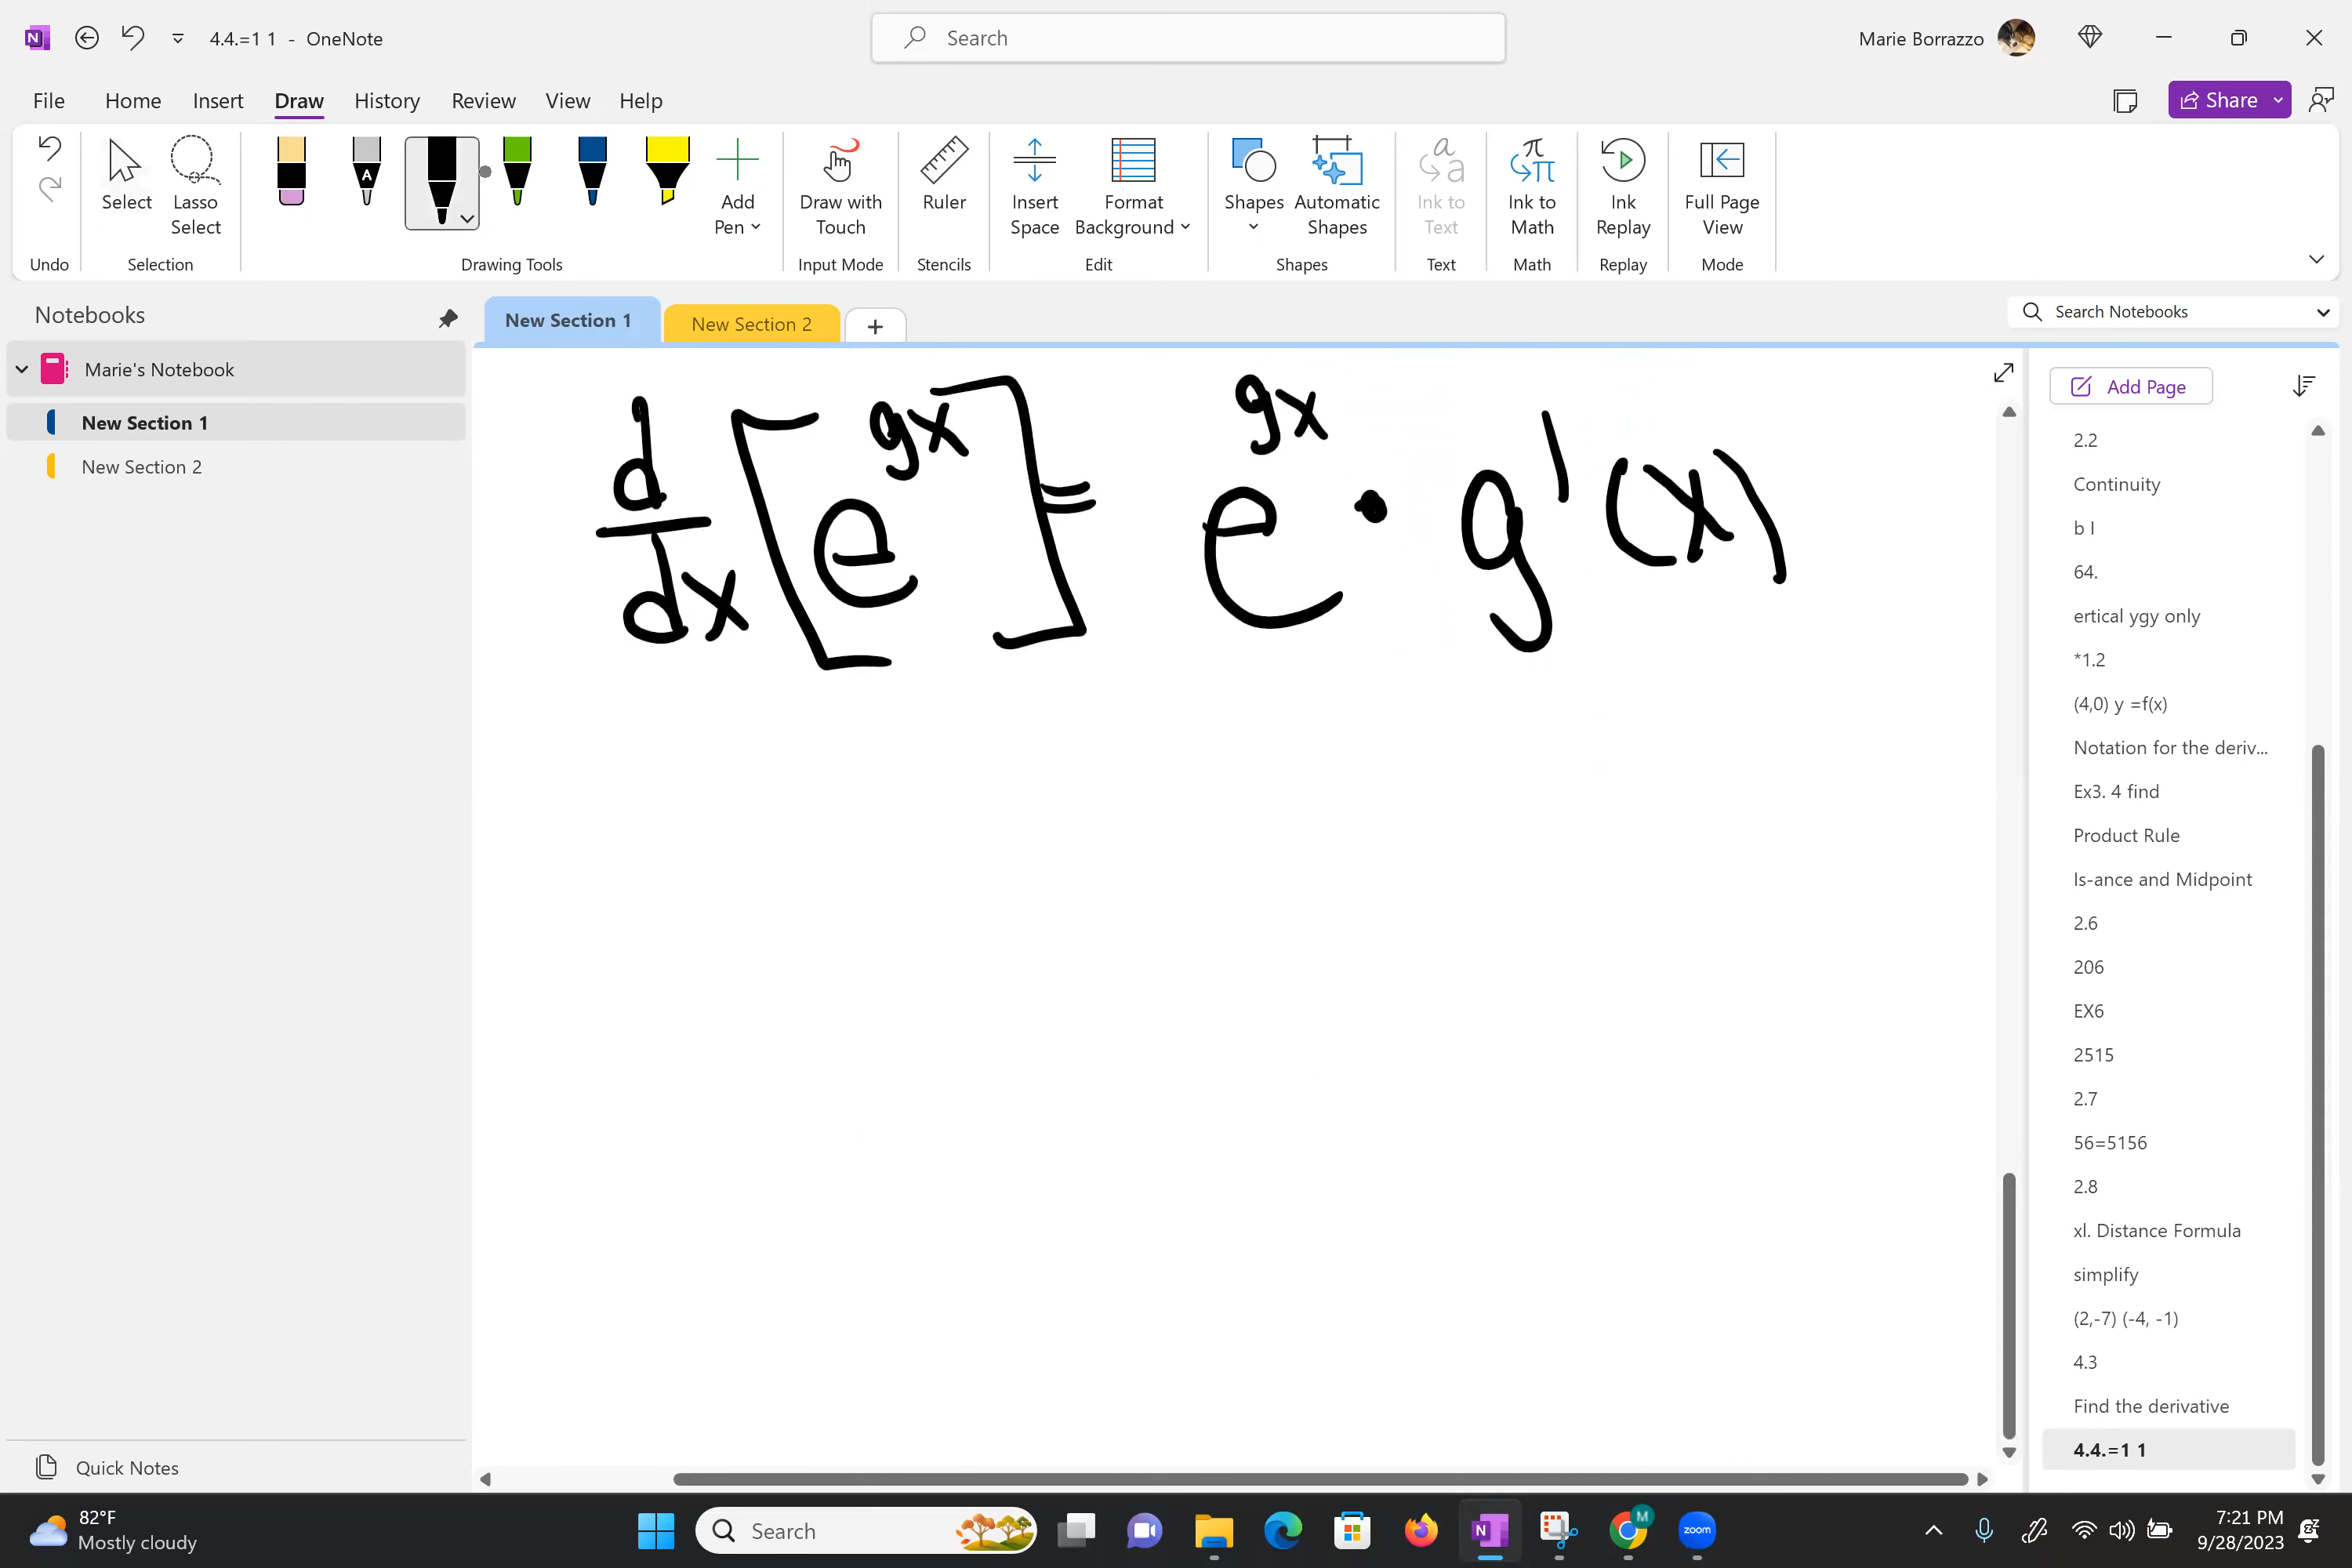 4.4.=1 1 - OneNote
Search
Marie Borrazzo
File Home Insert Draw History Review View Help
Share
Select
Lasso Select
Add Pen
Draw with Touch
Ruler
Insert Space
Format Background
Shapes
Automatic Shapes
Ink to Text
Ink to Math
Ink Replay
Full Page View
Undo Selection Drawing Tools Input Mode Stencils Edit Shapes Text Math Replay Mode
Notebooks
New Section 1
New Section 2
+
Search Notebooks
Marie's Notebook
New Section 1
New Section 2
Quick Notes
d/dx [e^gx] = e^gx • g'(x)
Add Page
2.2
Continuity
b I
64.
ertical ygy only
*1.2
(4,0) y =f(x)
Notation for the deriv...
Ex3. 4 find
Product Rule
Is-ance and Midpoint
2.6
206
EX6
2515
2.7
56=5156
2.8
xl. Distance Formula
simplify
(2,-7) (-4, -1)
4.3
Find the derivative
4.4.=1 1
82°F
Mostly cloudy
Search
zoom
7:21 PM
9/28/2023